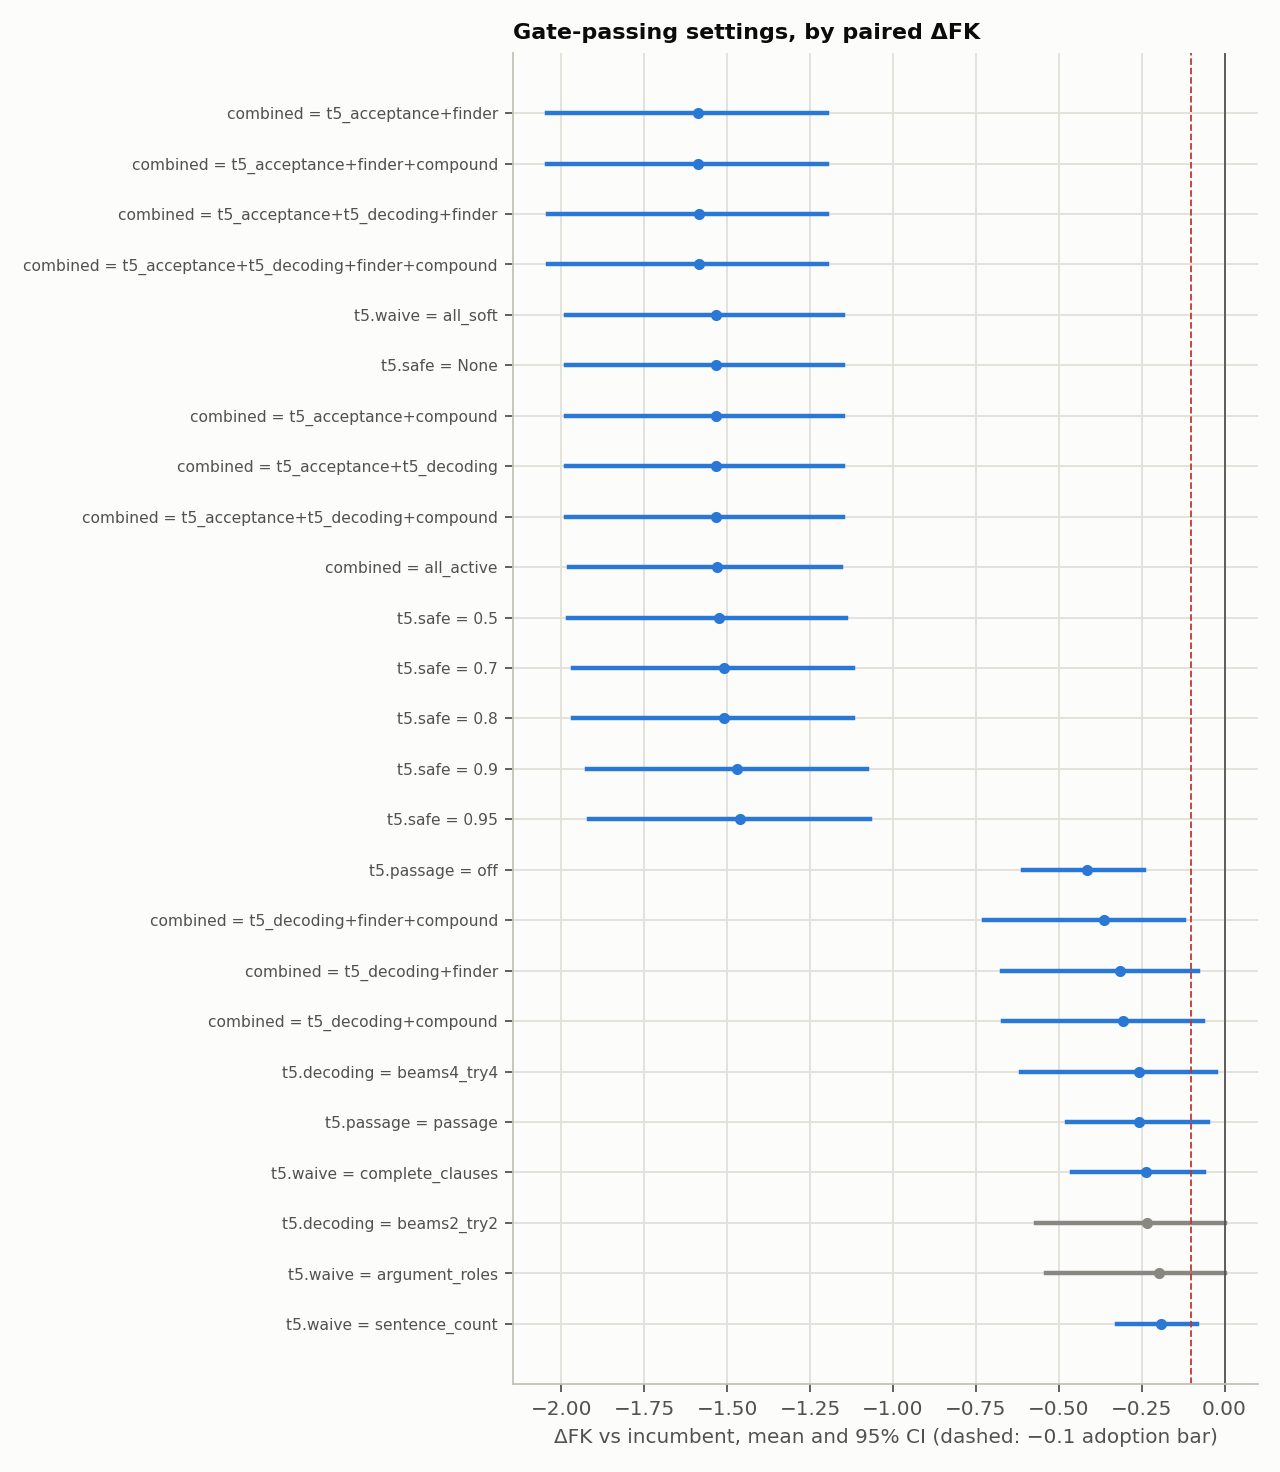 Gate-passing settings, by paired ΔFK
combined = t5_acceptance+finder
combined = t5_acceptance+finder+compound
combined = t5_acceptance+t5_decoding+finder
combined = t5_acceptance+t5_decoding+finder+compound
t5.waive = all_soft
t5.safe = None
combined = t5_acceptance+compound
combined = t5_acceptance+t5_decoding
combined = t5_acceptance+t5_decoding+compound
combined = all_active
t5.safe = 0.5
t5.safe = 0.7
t5.safe = 0.8
t5.safe = 0.9
t5.safe = 0.95
t5.passage = off
combined = t5_decoding+finder+compound
combined = t5_decoding+finder
combined = t5_decoding+compound
t5.decoding = beams4_try4
t5.passage = passage
t5.waive = complete_clauses
t5.decoding = beams2_try2
t5.waive = argument_roles
t5.waive = sentence_count
−2.00 −1.75 −1.50 −1.25 −1.00 −0.75 −0.50 −0.25 0.00
ΔFK vs incumbent, mean and 95% CI (dashed: −0.1 adoption bar)